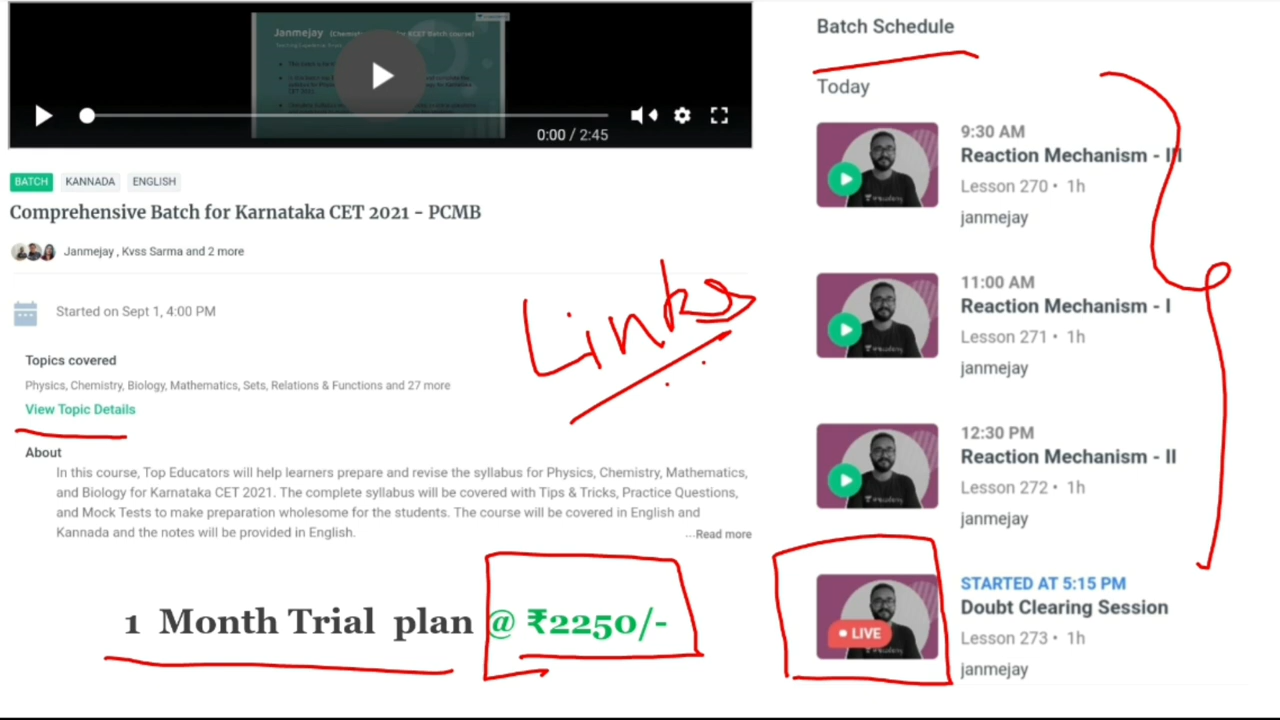 Janmejay
0:00 / 2:45
BATCH KANNADA ENGLISH
Comprehensive Batch for Karnataka CET 2021 - PCMB
Janmejay , Kvss Sarma and 2 more
Started on Sept 1, 4:00 PM
Topics covered
Physics, Chemistry, Biology, Mathematics, Sets, Relations & Functions and 27 more
View Topic Details
About
In this course, Top Educators will help learners prepare and revise the syllabus for Physics, Chemistry, Mathematics,
and Biology for Karnataka CET 2021. The complete syllabus will be covered with Tips & Tricks, Practice Questions,
and Mock Tests to make preparation wholesome for the students. The course will be covered in English and
Kannada and the notes will be provided in English.
...Read more
1 Month Trial plan @ ₹2250/-
Links
Batch Schedule
Today
9:30 AM
Reaction Mechanism - III
Lesson 270 • 1h
janmejay
11:00 AM
Reaction Mechanism - I
Lesson 271 • 1h
janmejay
12:30 PM
Reaction Mechanism - II
Lesson 272 • 1h
janmejay
STARTED AT 5:15 PM
Doubt Clearing Session
LIVE
Lesson 273 • 1h
janmejay